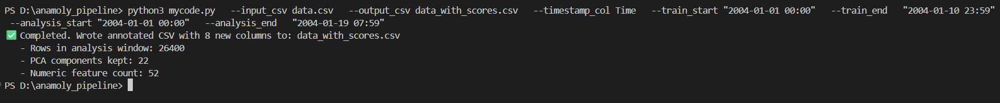 PS D:\anamoly_pipeline> python3 mycode.py   --input_csv data.csv   --output_csv data_with_scores.csv   --timestamp_col Time   --train_start "2004-01-01 00:00"   --train_end   "2004-01-10 23:59"
--analysis_start "2004-01-01 00:00"   --analysis_end   "2004-01-19 07:59"
✅ Completed. Wrote annotated CSV with 8 new columns to: data_with_scores.csv
- Rows in analysis window: 26400
- PCA components kept: 22
- Numeric feature count: 52
PS D:\anamoly_pipeline>